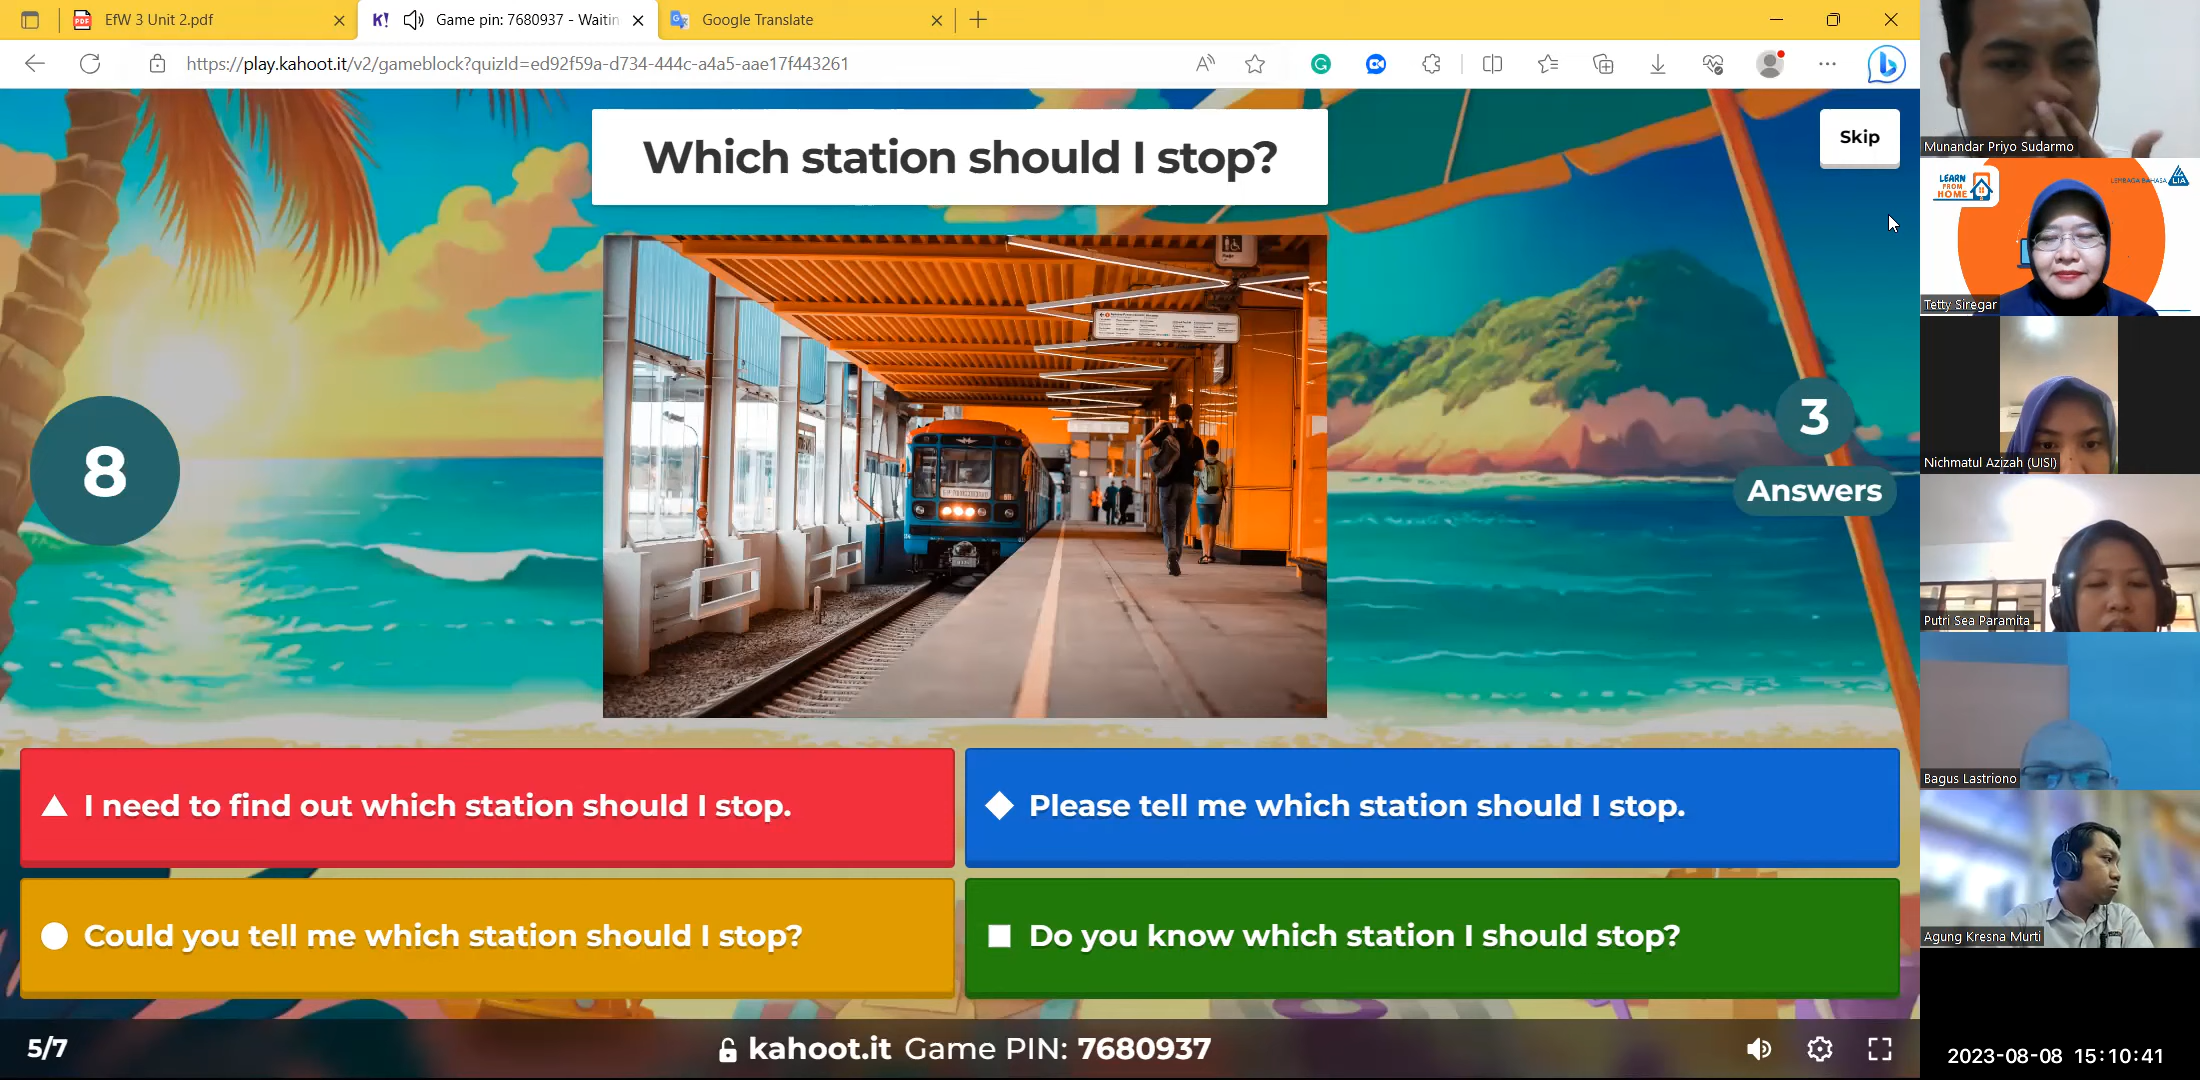 EfW 3 Unit 2.pdf
K! Game pin: 7680937 - Waitin
Google Translate
https://play.kahoot.it/v2/gameblock?quizId=ed92f59a-d734-444c-a4a5-aae17f443261
Which station should I stop?
Skip
8
3
Answers
I need to find out which station should I stop.
Please tell me which station should I stop.
Could you tell me which station should I stop?
Do you know which station I should stop?
5/7
kahoot.it Game PIN: 7680937
Munandar Priyo Sudarmo
LEARN
FROM
HOME
LEMBAGA BAHASA LIA
Tetty Siregar
Nichmatul Azizah (UISI)
Putri Sea Paramita
Bagus Lastriono
Agung Kresna Murti
2023-08-08 15:10:41